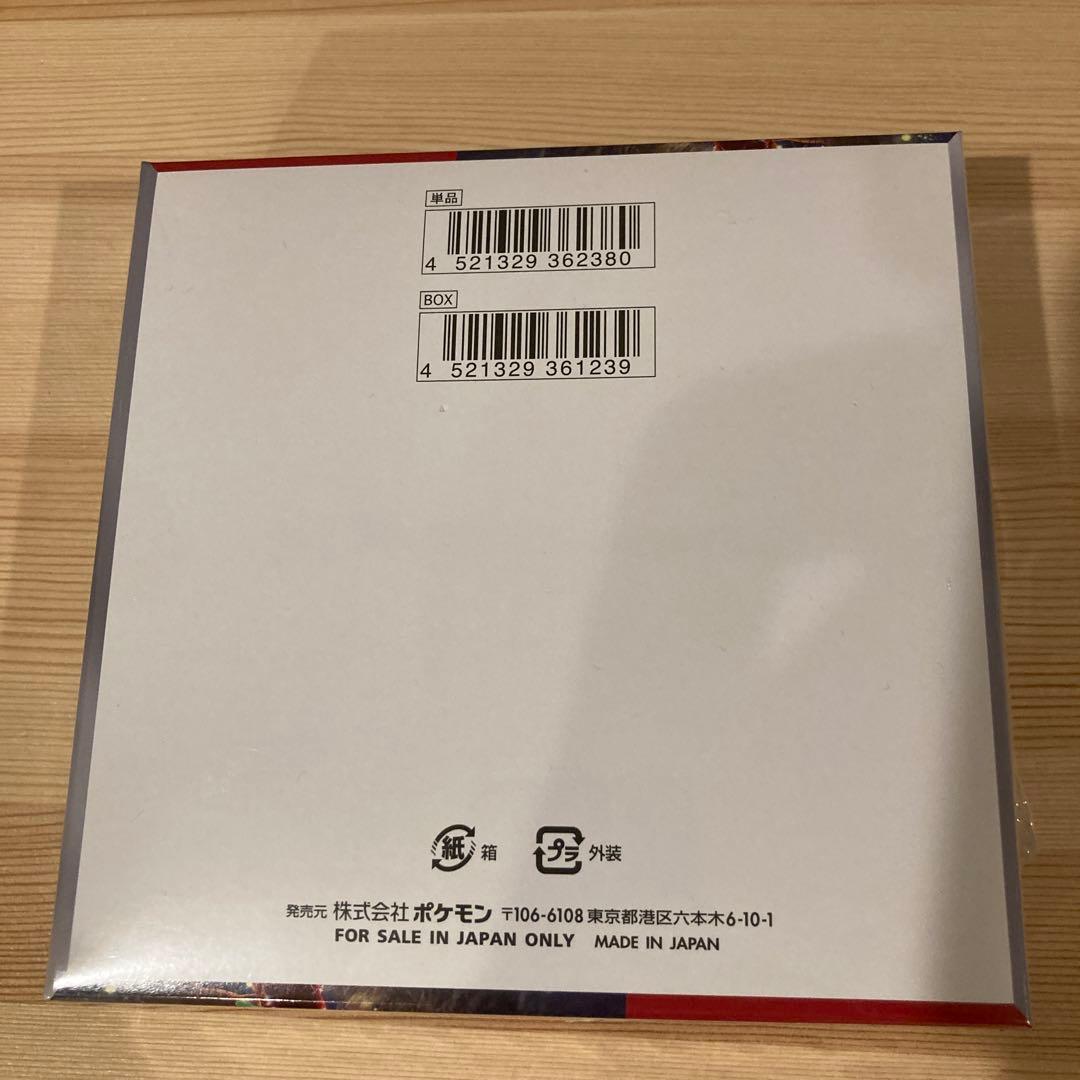 単品
4 521329 362380
BOX
4 521329 361239
紙 箱 プラ 外装
発売元 株式会社 ポケモン 〒106-6108 東京都港区六本木6-10-1
FOR SALE IN JAPAN ONLY MADE IN JAPAN